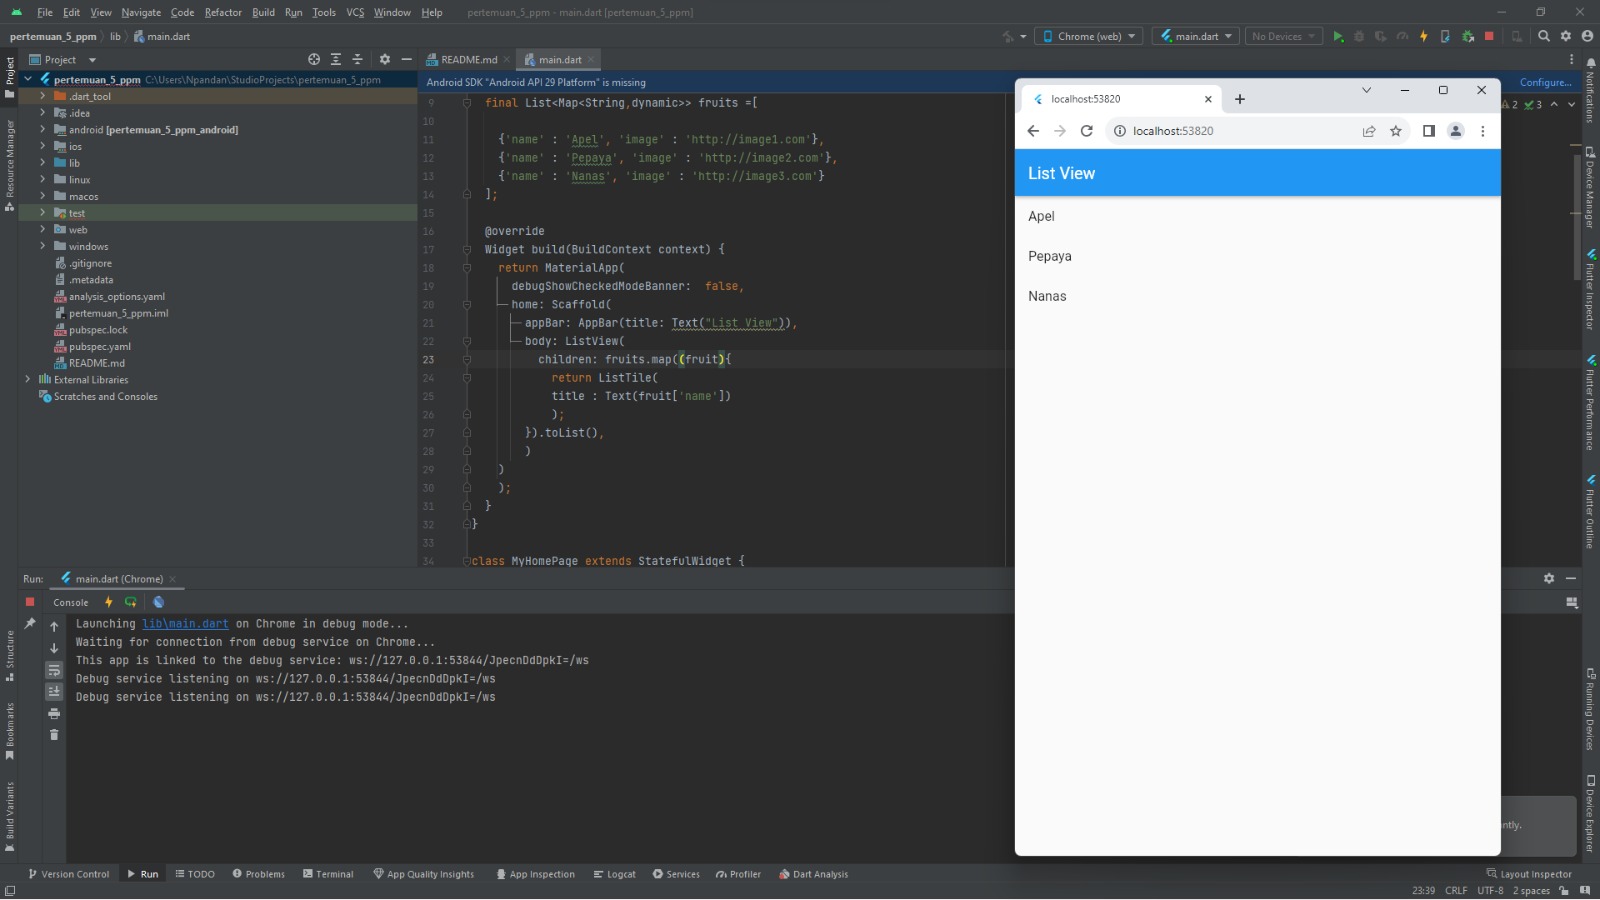 File Edit View Navigate Code Refactor Build Run Tools VCS Window Help pertemuan_5_ppm - main.dart [pertemuan_5_ppm]
pertemuan_5_ppm lib main.dart Chrome (web) main.dart No Devices
Project README.md main.dart
Android SDK "Android API 29 Platform" is missing Configure...
2 3
Project
Resource Manager
Structure
Bookmarks
Build Variants
pertemuan_5_ppm C:\Users\Npandan\StudioProjects\pertemuan_5_ppm
.dart_tool
.idea
android [pertemuan_5_ppm_android]
ios
lib
linux
macos
test
web
windows
.gitignore
.metadata
analysis_options.yaml
pertemuan_5_ppm.iml
pubspec.lock
pubspec.yaml
README.md
External Libraries
Scratches and Consoles
9 final List<Map<String,dynamic>> fruits =[
10
11 {'name' : 'Apel', 'image' : 'http://image1.com'},
12 {'name' : 'Pepaya', 'image' : 'http://image2.com'},
13 {'name' : 'Nanas', 'image' : 'http://image3.com'}
14 ];
15
16 @override
17 Widget build(BuildContext context) {
18 return MaterialApp(
19 debugShowCheckedModeBanner: false,
20 home: Scaffold(
21 appBar: AppBar(title: Text("List View")),
22 body: ListView(
23 children: fruits.map((fruit){
24 return ListTile(
25 title : Text(fruit['name'])
26 );
27 }).toList(),
28 )
29 )
30 );
31 }
32 }
33
34 class MyHomePage extends StatefulWidget {
localhost:53820
localhost:53820
List View
Apel
Pepaya
Nanas
Notifications
Device Manager
Flutter Inspector
Flutter Performance
Flutter Outline
Running Devices
Device Explorer
Run: main.dart (Chrome)
Console
Launching lib\main.dart on Chrome in debug mode...
Waiting for connection from debug service on Chrome...
This app is linked to the debug service: ws://127.0.0.1:53844/JpecnDdDpkI=/ws
Debug service listening on ws://127.0.0.1:53844/JpecnDdDpkI=/ws
Debug service listening on ws://127.0.0.1:53844/JpecnDdDpkI=/ws
Version Control Run TODO Problems Terminal App Quality Insights App Inspection Logcat Services Profiler Dart Analysis Layout Inspector
23:39 CRLF UTF-8 2 spaces